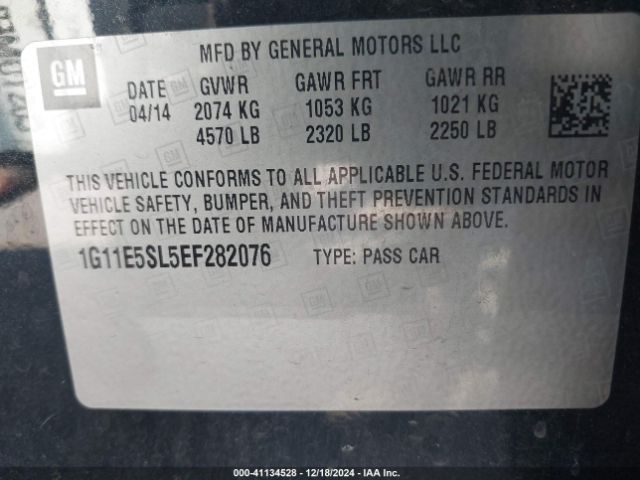 GM
MFD BY GENERAL MOTORS LLC
DATE GVWR GAWR FRT GAWR RR
04/14 2074 KG 1053 KG 1021 KG
4570 LB 2320 LB 2250 LB
THIS VEHICLE CONFORMS TO ALL APPLICABLE U.S. FEDERAL MOTOR
VEHICLE SAFETY, BUMPER, AND THEFT PREVENTION STANDARDS IN
EFFECT ON THE DATE OF MANUFACTURE SHOWN ABOVE.
1G11E5SL5EF282076 TYPE: PASS CAR
000-41134528 - 12/18/2024 - IAA Inc.